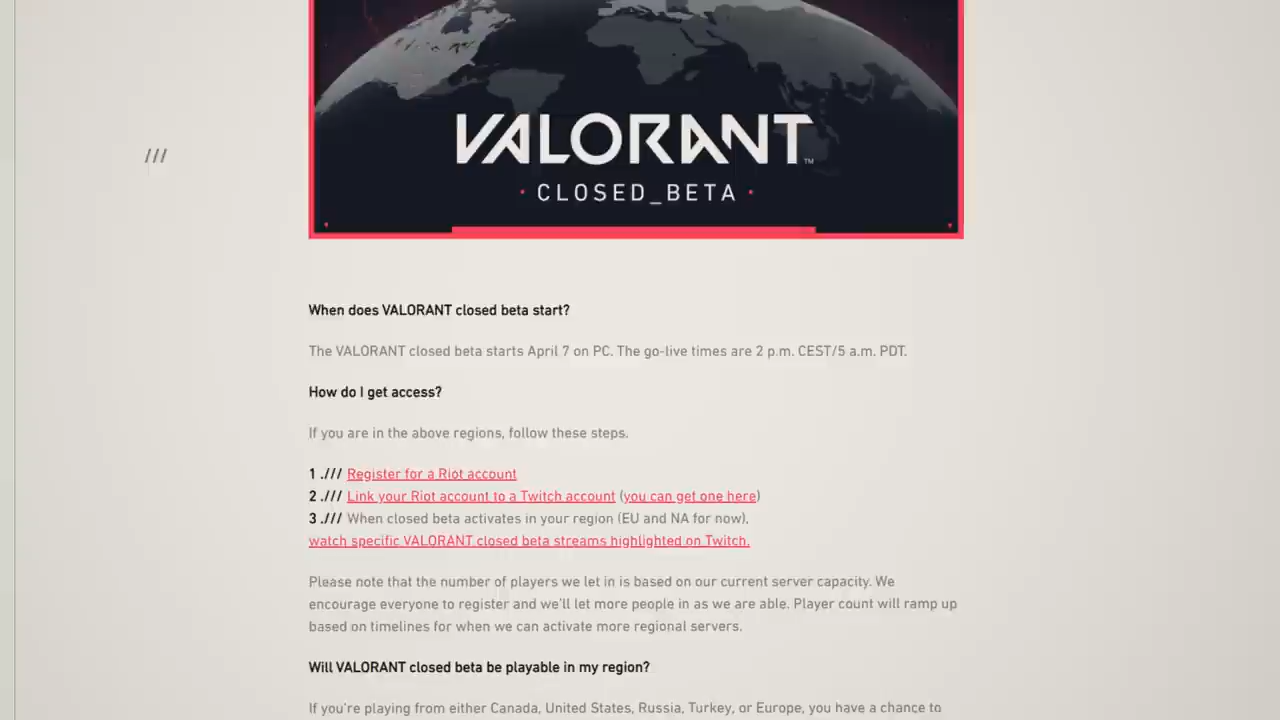 VALORANT™
· CLOSED_BETA ·
///
When does VALORANT closed beta start?
The VALORANT closed beta starts April 7 on PC. The go-live times are 2 p.m. CEST/5 a.m. PDT.
How do I get access?
If you are in the above regions, follow these steps.
1 ./// Register for a Riot account
2 ./// Link your Riot account to a Twitch account (you can get one here)
3 ./// When closed beta activates in your region (EU and NA for now),
watch specific VALORANT closed beta streams highlighted on Twitch.
Please note that the number of players we let in is based on our current server capacity. We
encourage everyone to register and we'll let more people in as we are able. Player count will ramp up
based on timelines for when we can activate more regional servers.
Will VALORANT closed beta be playable in my region?
If you're playing from either Canada, United States, Russia, Turkey, or Europe, you have a chance to